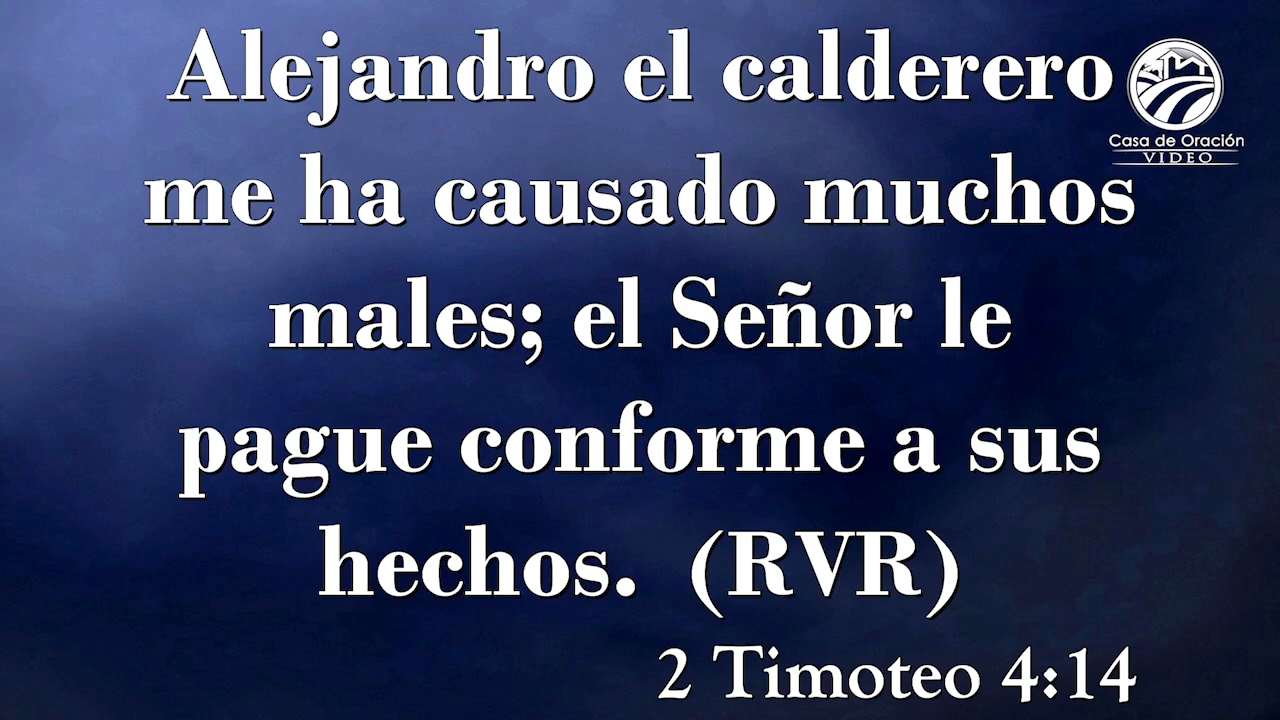 Alejandro el calderero
me ha causado muchos
males; el Señor le
pague conforme a sus
hechos. (RVR)
2 Timoteo 4:14
Casa de Oración
VIDEO